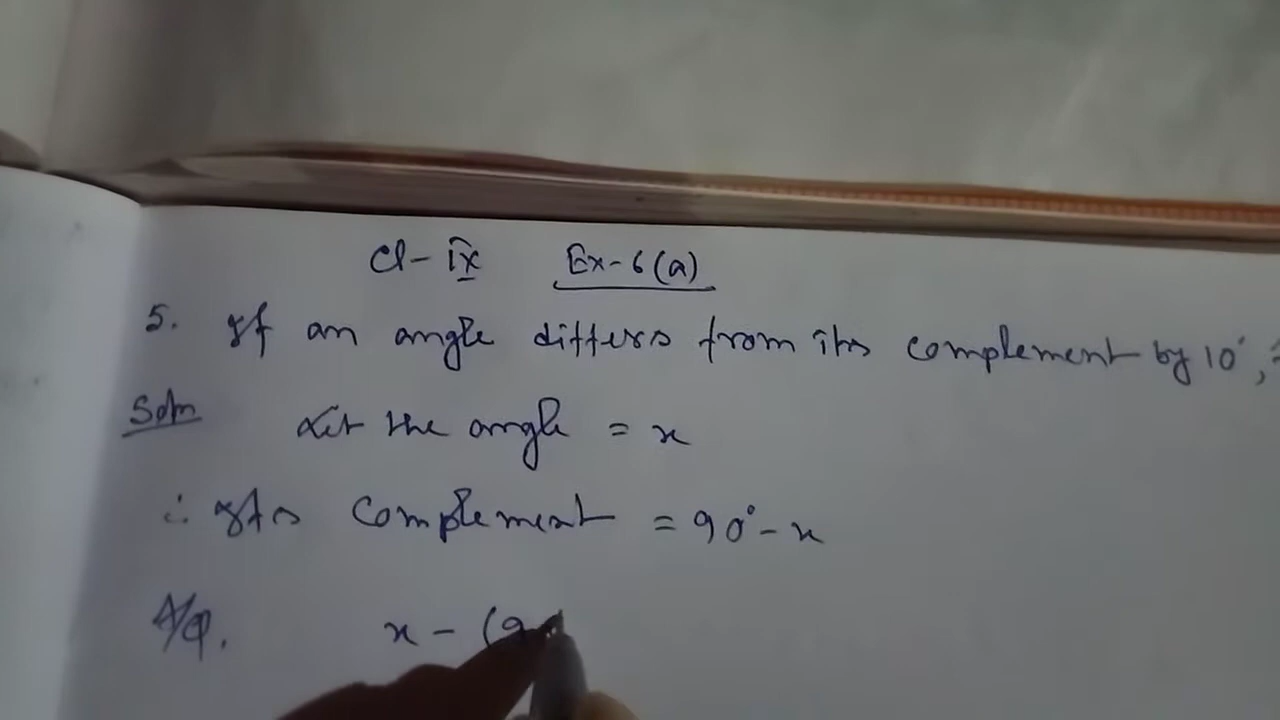 Cl-IX Ex-6(a)
5. If an angle differs from its complement by 10°,
Soln Let the angle = x
∴ Its complement = 90° - x
A/Q. x - (9